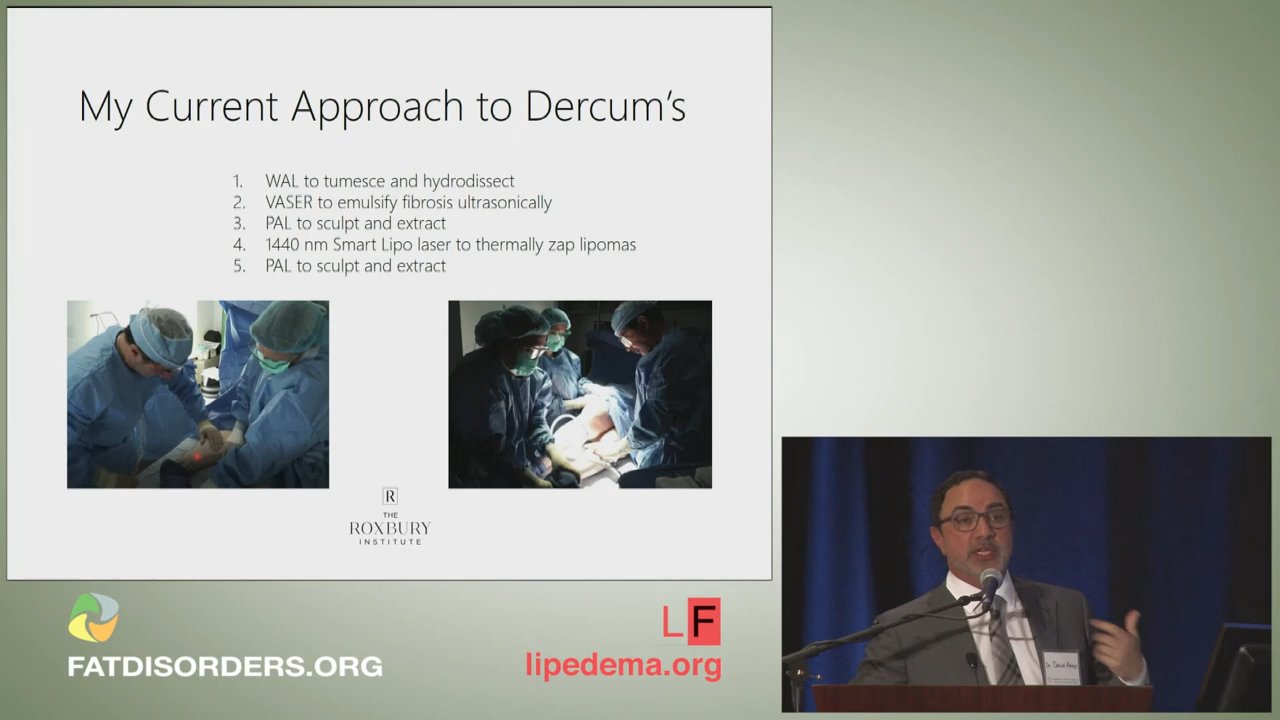 My Current Approach to Dercum's
1. WAL to tumesce and hydrodissect
2. VASER to emulsify fibrosis ultrasonically
3. PAL to sculpt and extract
4. 1440 nm Smart Lipo laser to thermally zap lipomas
5. PAL to sculpt and extract
R
THE
ROXBURY
INSTITUTE
LF
FATDISORDERS.ORG
lipedema.org